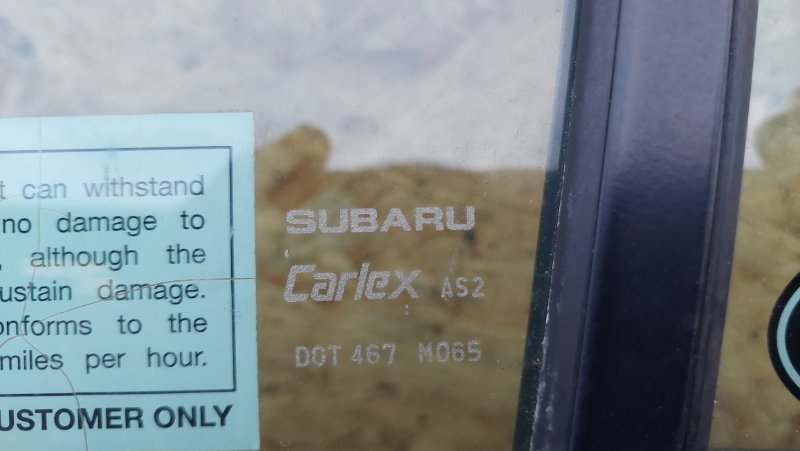 t can withstand
no damage to
, although the
ustain damage.
onforms to the
miles per hour.
USTOMER ONLY
SUBARU
Carlex AS2
DOT 467 M065